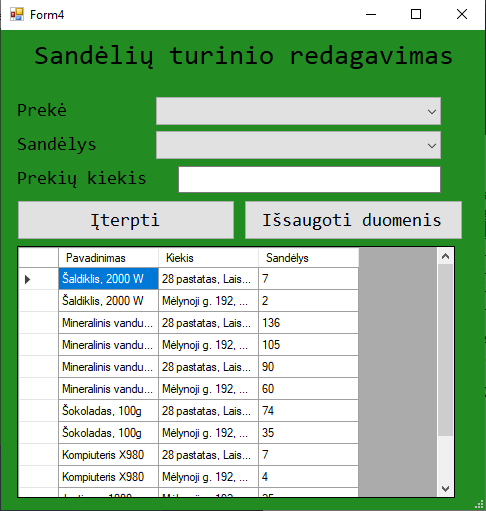 Form4
Sandėlių turinio redagavimas
Prekė
Sandėlys
Prekių kiekis
Įterpti Išsaugoti duomenis
Pavadinimas Kiekis Sandėlys
Šaldiklis, 2000 W 28 pastatas, Lais... 7
Šaldiklis, 2000 W Mėlynoji g. 192, ... 2
Mineralinis vandu... 28 pastatas, Lais... 136
Mineralinis vandu... Mėlynoji g. 192, ... 105
Mineralinis vandu... 28 pastatas, Lais... 90
Mineralinis vandu... Mėlynoji g. 192, ... 60
Šokoladas, 100g 28 pastatas, Lais... 74
Šokoladas, 100g Mėlynoji g. 192, ... 35
Kompiuteris X980 28 pastatas, Lais... 7
Kompiuteris X980 Mėlynoji g. 192, ... 4